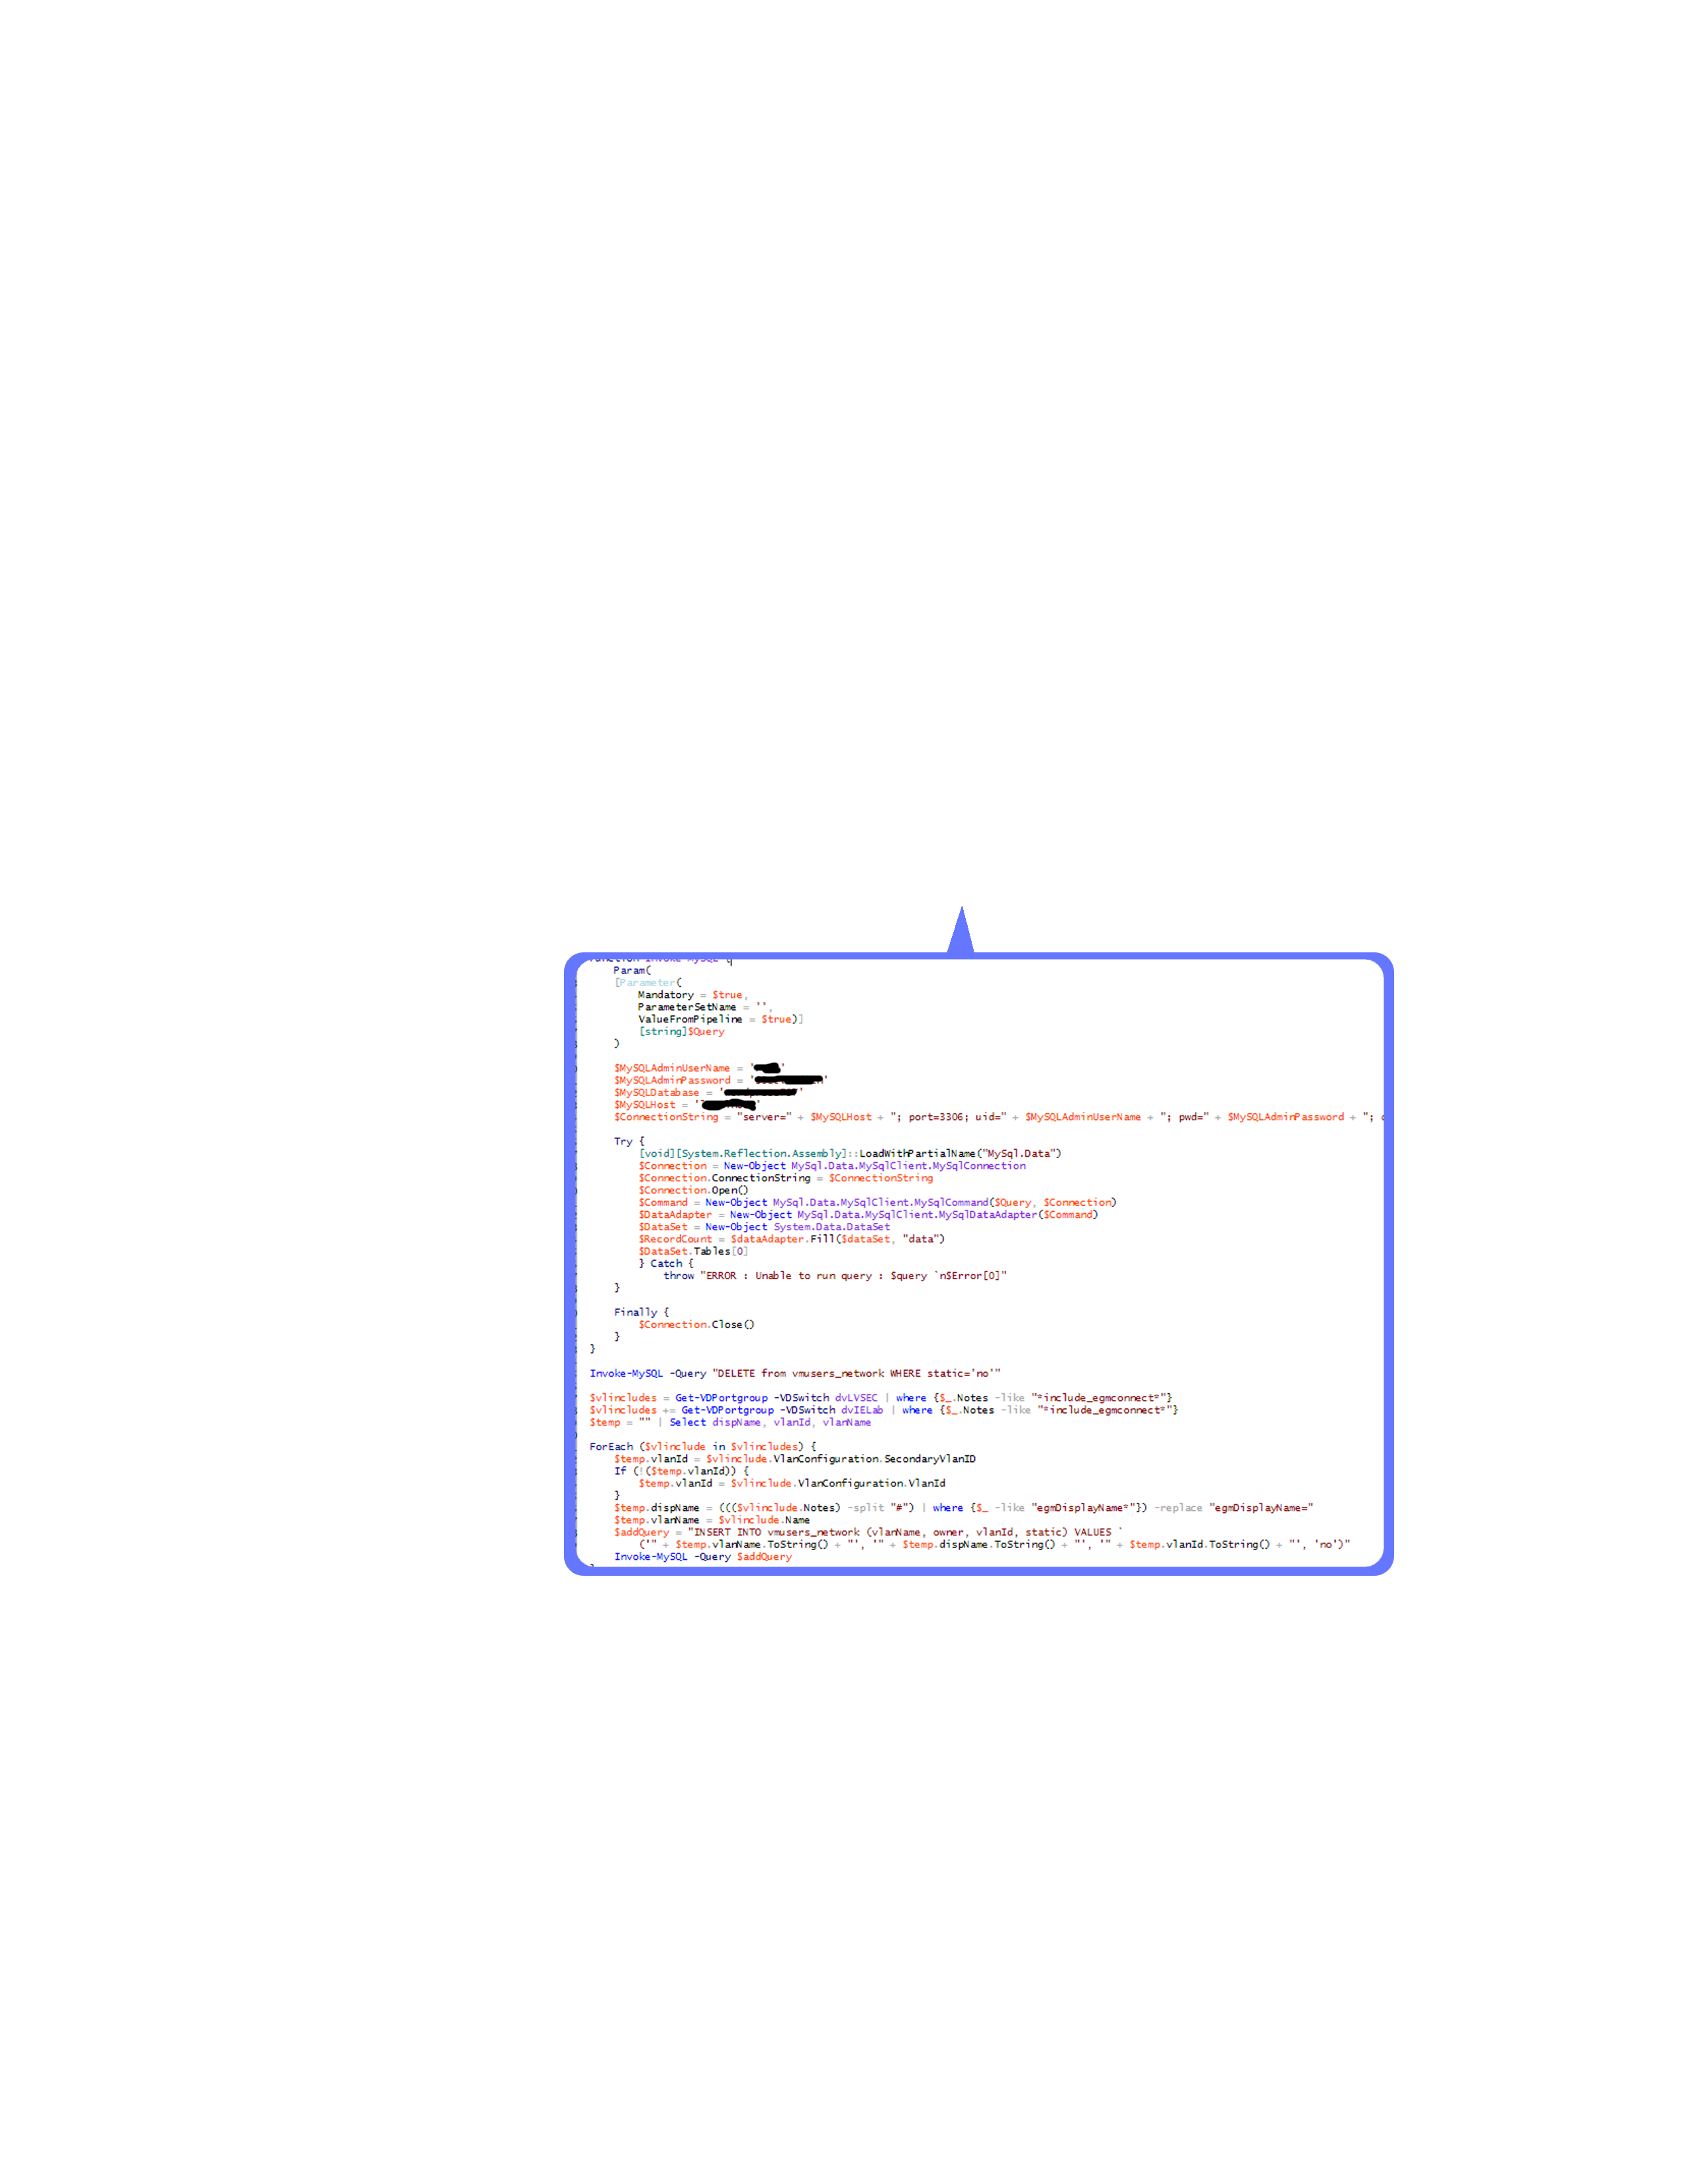 function Invoke-MySQL {
Param(
[Parameter(
Mandatory = $true,
ParameterSetName = '',
ValueFromPipeline = $true)]
[string]$Query
)
$MySQLAdminUserName = ' '
$MySQLAdminPassword = ' '
$MySQLDatabase = ' '
$MySQLHost = ' '
$ConnectionString = "server=" + $MySQLHost + "; port=3306; uid=" + $MySQLAdminUserName + "; pwd=" + $MySQLAdminPassword + ";
Try {
[void][System.Reflection.Assembly]::LoadWithPartialName("MySql.Data")
$Connection = New-Object MySql.Data.MySqlClient.MySqlConnection
$Connection.ConnectionString = $ConnectionString
$Connection.Open()
$Command = New-Object MySql.Data.MySqlClient.MySqlCommand($Query, $Connection)
$DataAdapter = New-Object MySql.Data.MySqlClient.MySqlDataAdapter($Command)
$DataSet = New-Object System.Data.DataSet
$RecordCount = $dataAdapter.Fill($dataSet, "data")
$DataSet.Tables[0]
} Catch {
throw "ERROR : Unable to run query : $query `n$Error[0]"
}
Finally {
$Connection.Close()
}
}
Invoke-MySQL -Query "DELETE from vmusers_network WHERE static='no'"
$vlincludes = Get-VDPortgroup -VDSwitch dvLVSEC | where {$_.Notes -like "*include_egmconnect*"}
$vlincludes += Get-VDPortgroup -VDSwitch dvIELab | where {$_.Notes -like "*include_egmconnect*"}
$temp = "" | Select dispName, vlanId, vlanName
ForEach ($vlinclude in $vlincludes) {
$temp.vlanId = $vlinclude.VlanConfiguration.SecondaryVlanID
If (!($temp.vlanId)) {
$temp.vlanId = $vlinclude.VlanConfiguration.VlanId
}
$temp.dispName = ((($vlinclude.Notes) -split "#") | where {$_ -like "egmDisplayName*"}) -replace "egmDisplayName="
$temp.vlanName = $vlinclude.Name
$addQuery = "INSERT INTO vmusers_network (vlanName, owner, vlanId, static) VALUES `
('" + $temp.vlanName.ToString() + "', '" + $temp.dispName.ToString() + "', '" + $temp.vlanId.ToString() + "', 'no')"
Invoke-MySQL -Query $addQuery